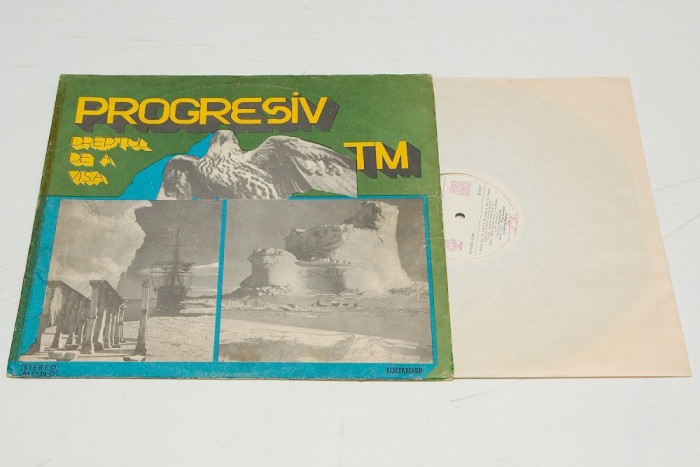 PROGRESIV
TM
DREPTUL
DE A
VISA
STEREO
MONO
ELECTRECORD